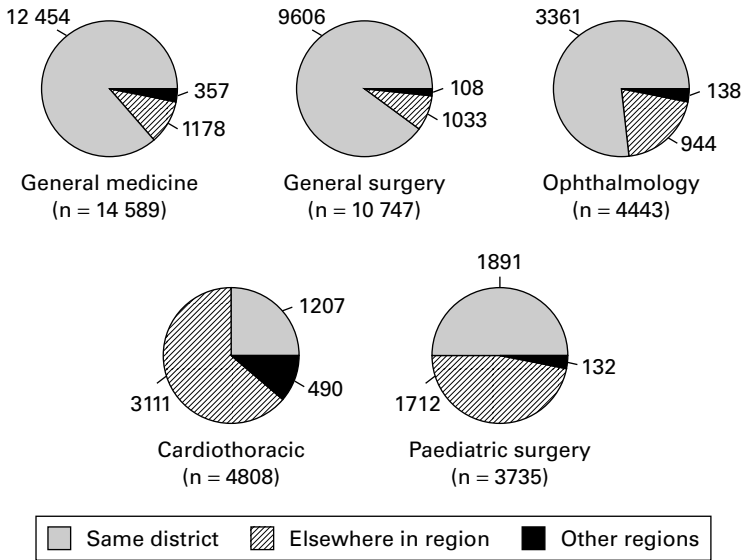 12 454
357
1178
General medicine
(n = 14 589)
9606
108
1033
General surgery
(n = 10 747)
3361
138
944
Ophthalmology
(n = 4443)
1207
490
3111
Cardiothoracic
(n = 4808)
1891
132
1712
Paediatric surgery
(n = 3735)
Same district
Elsewhere in region
Other regions